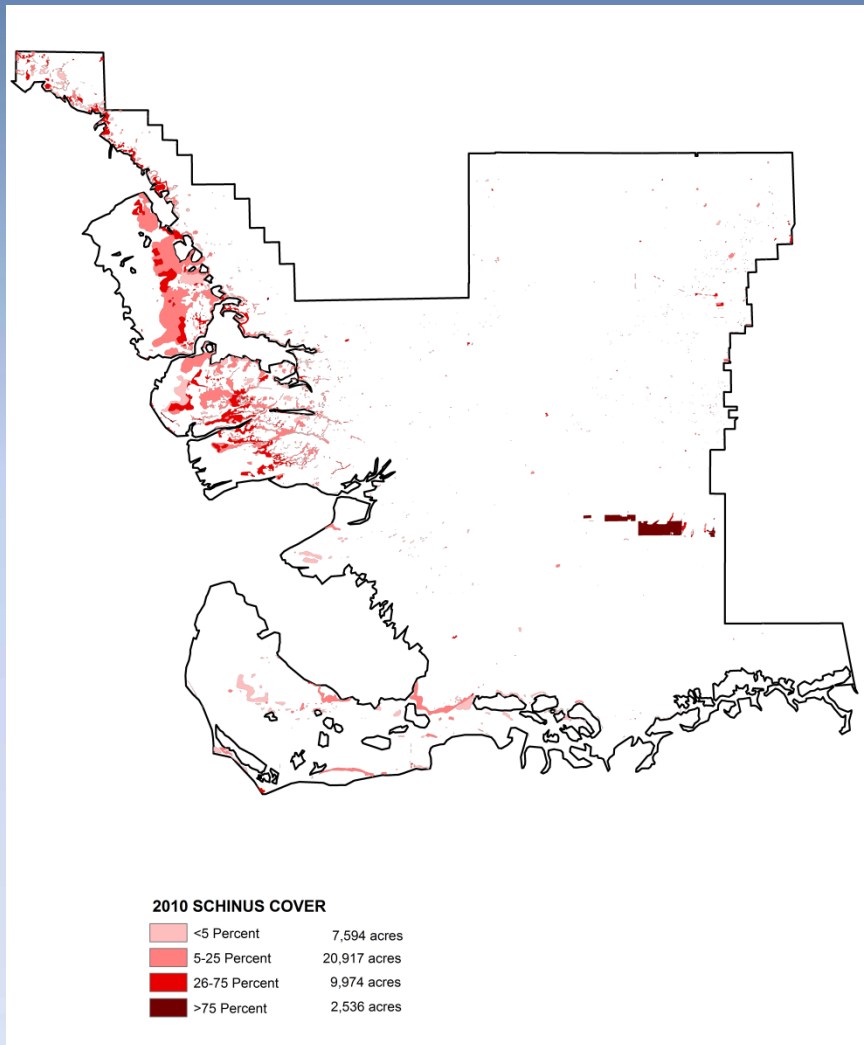 2010 SCHINUS COVER
<5 Percent 7,594 acres
5-25 Percent 20,917 acres
26-75 Percent 9,974 acres
>75 Percent 2,536 acres